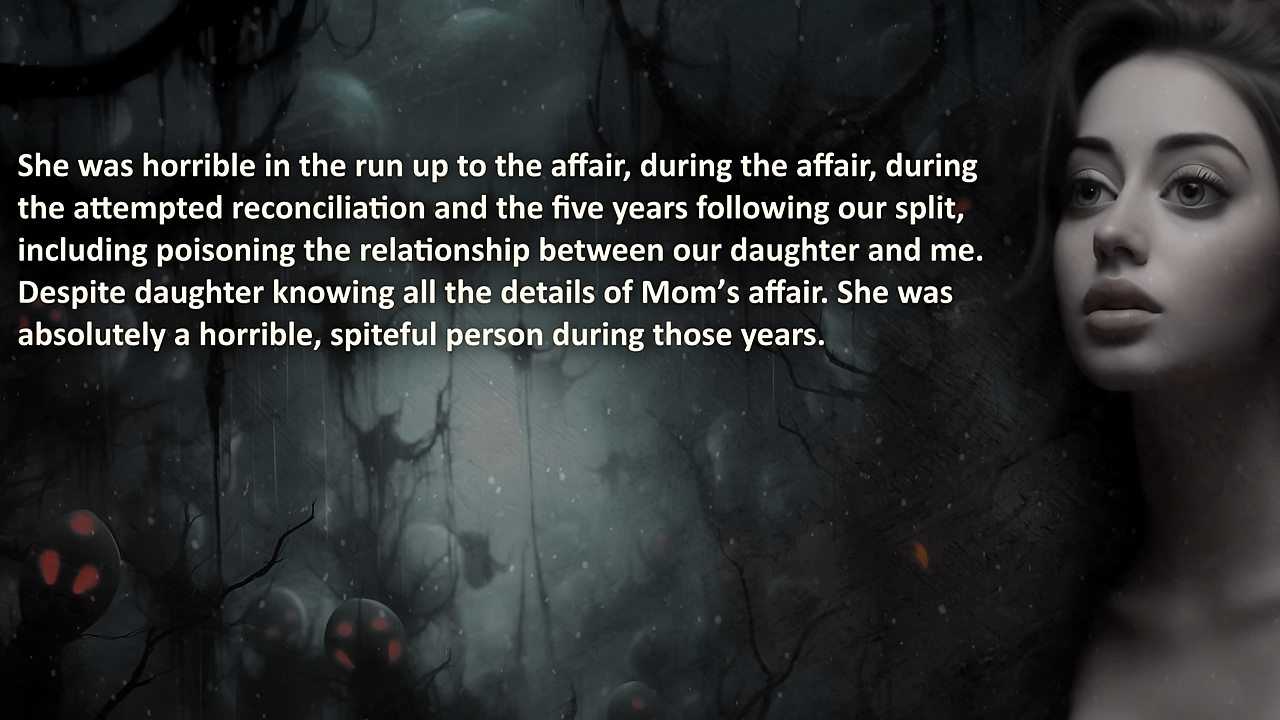 She was horrible in the run up to the affair, during the affair, during
the attempted reconciliation and the five years following our split,
including poisoning the relationship between our daughter and me.
Despite daughter knowing all the details of Mom’s affair. She was
absolutely a horrible, spiteful person during those years.